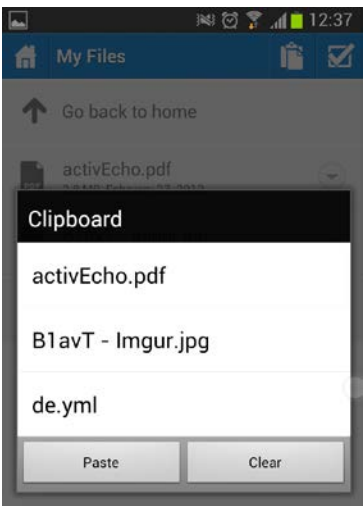 12:37
My Files
Go back to home
activEcho.pdf
Clipboard
activEcho.pdf
B1avT - Imgur.jpg
de.yml
Paste
Clear